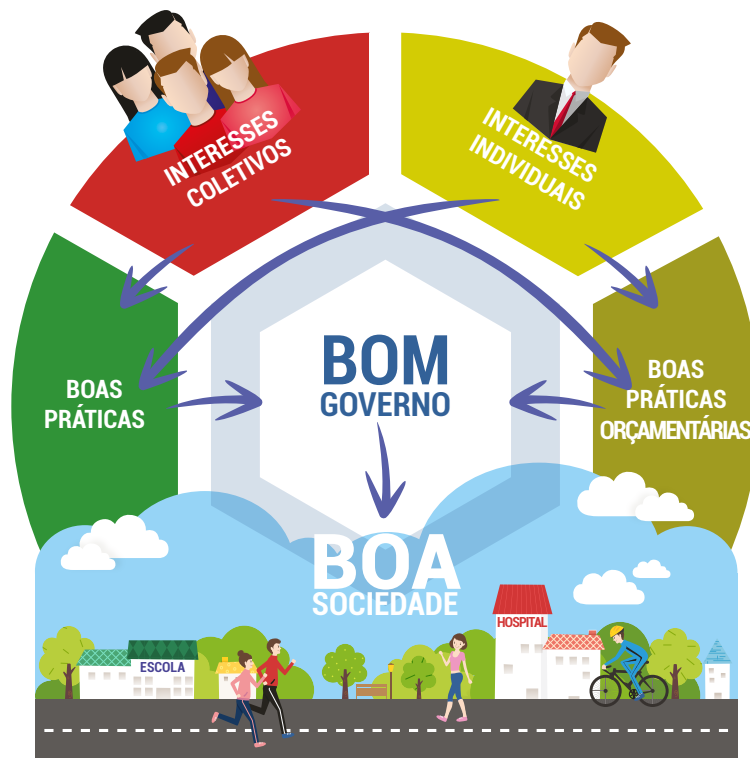 INTERESSES
COLETIVOS
INTERESSES
INDIVIDUAIS
BOAS
PRÁTICAS
BOM
GOVERNO
BOAS
PRÁTICAS
ORÇAMENTÁRIAS
BOA
SOCIEDADE
ESCOLA
HOSPITAL